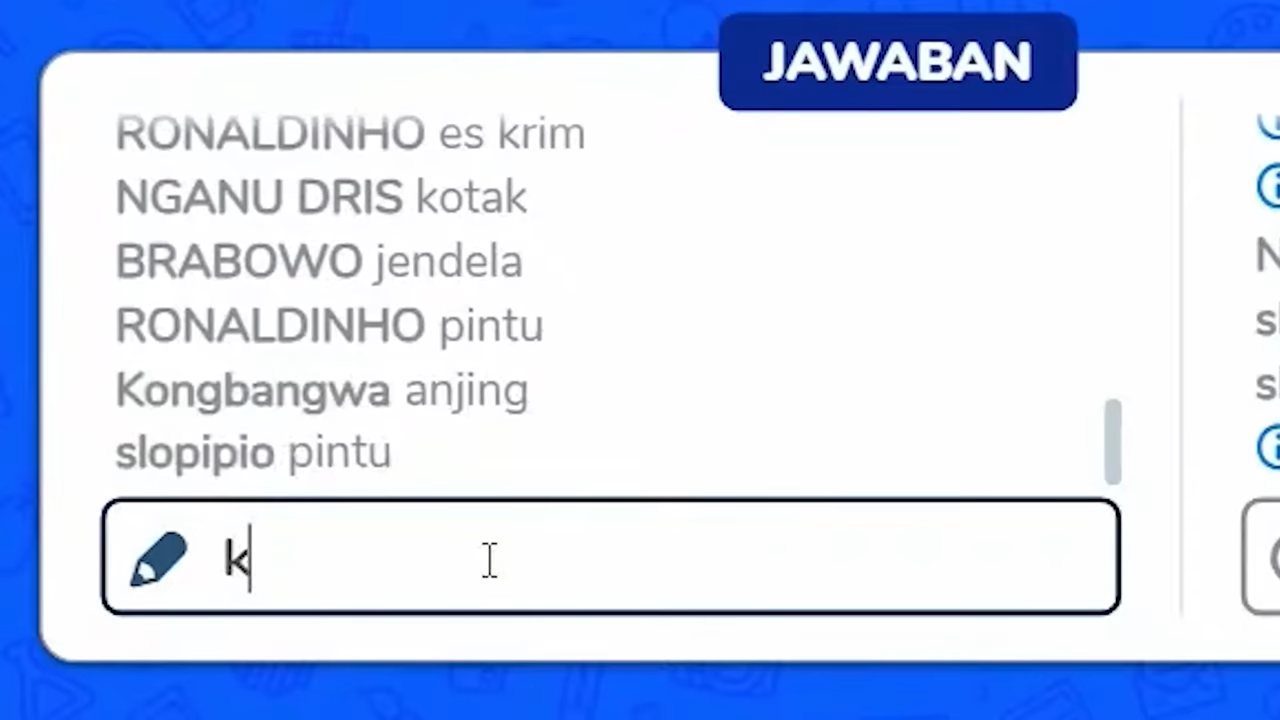 JAWABAN
RONALDINHO es krim
NGANU DRIS kotak
BRABOWO jendela
RONALDINHO pintu
Kongbangwa anjing
slopipio pintu
k